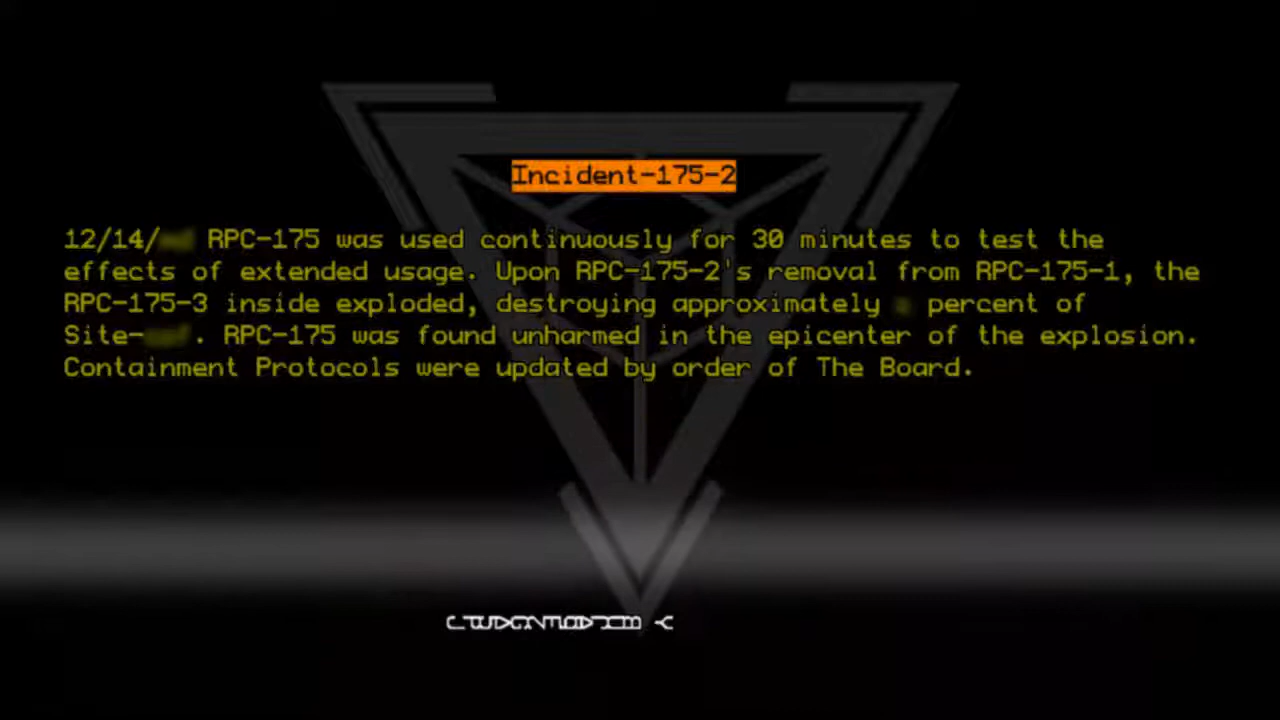 Incident-175-2
12/14/ RPC-175 was used continuously for 30 minutes to test the
effects of extended usage. Upon RPC-175-2's removal from RPC-175-1, the
RPC-175-3 inside exploded, destroying approximately percent of
Site- . RPC-175 was found unharmed in the epicenter of the explosion.
Containment Protocols were updated by order of The Board.